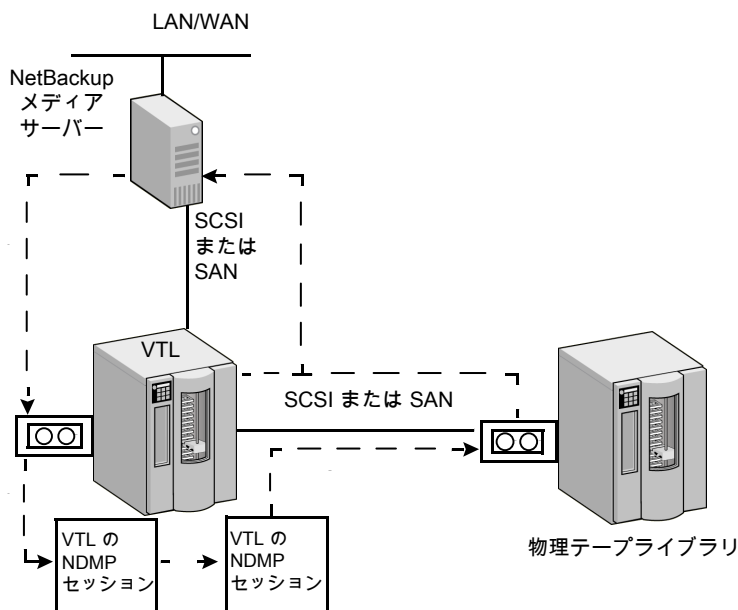 LAN/WAN
NetBackup
メディア
サーバー
SCSI
または
SAN
VTL
SCSI または SAN
VTL の
NDMP
セッション
VTL の
NDMP
セッション
物理テープライブラリ